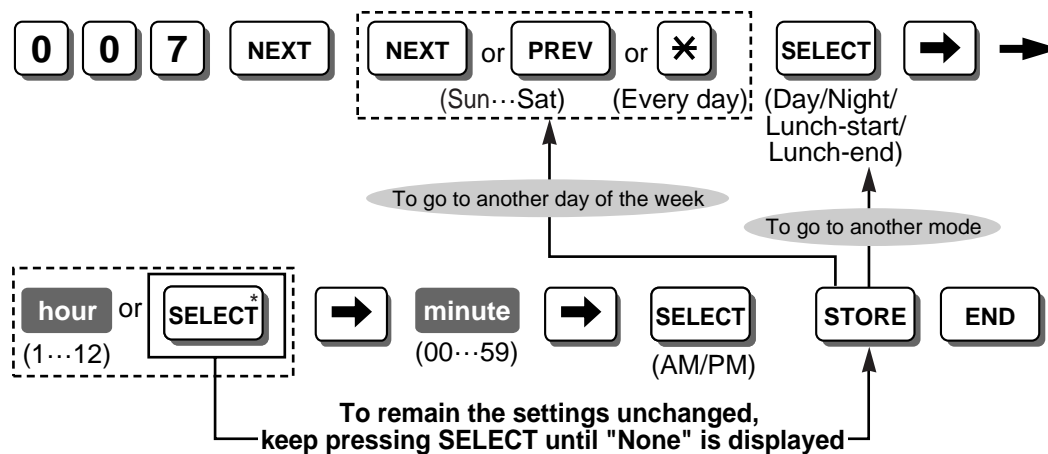 0 0 7 NEXT NEXT or PREV or ✳ SELECT → →
(Sun···Sat) (Every day) (Day/Night/
Lunch-start/
Lunch-end)
To go to another day of the week
To go to another mode
hour or SELECT* → minute → SELECT STORE END
(1···12) (00···59) (AM/PM)
To remain the settings unchanged,
keep pressing SELECT until "None" is displayed